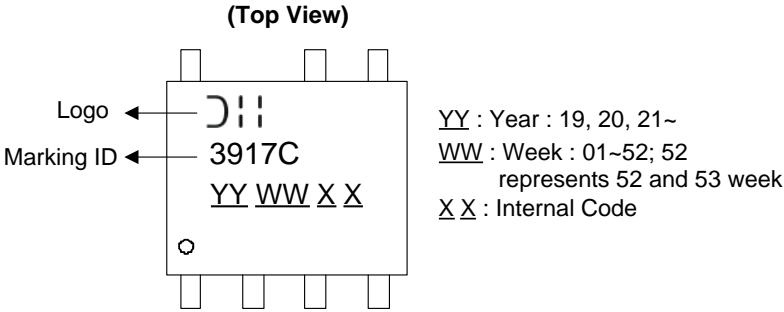 (Top View)
Logo
Marking ID
3917C
YY WW X X
YY : Year : 19, 20, 21~
WW : Week : 01~52; 52
represents 52 and 53 week
X X : Internal Code